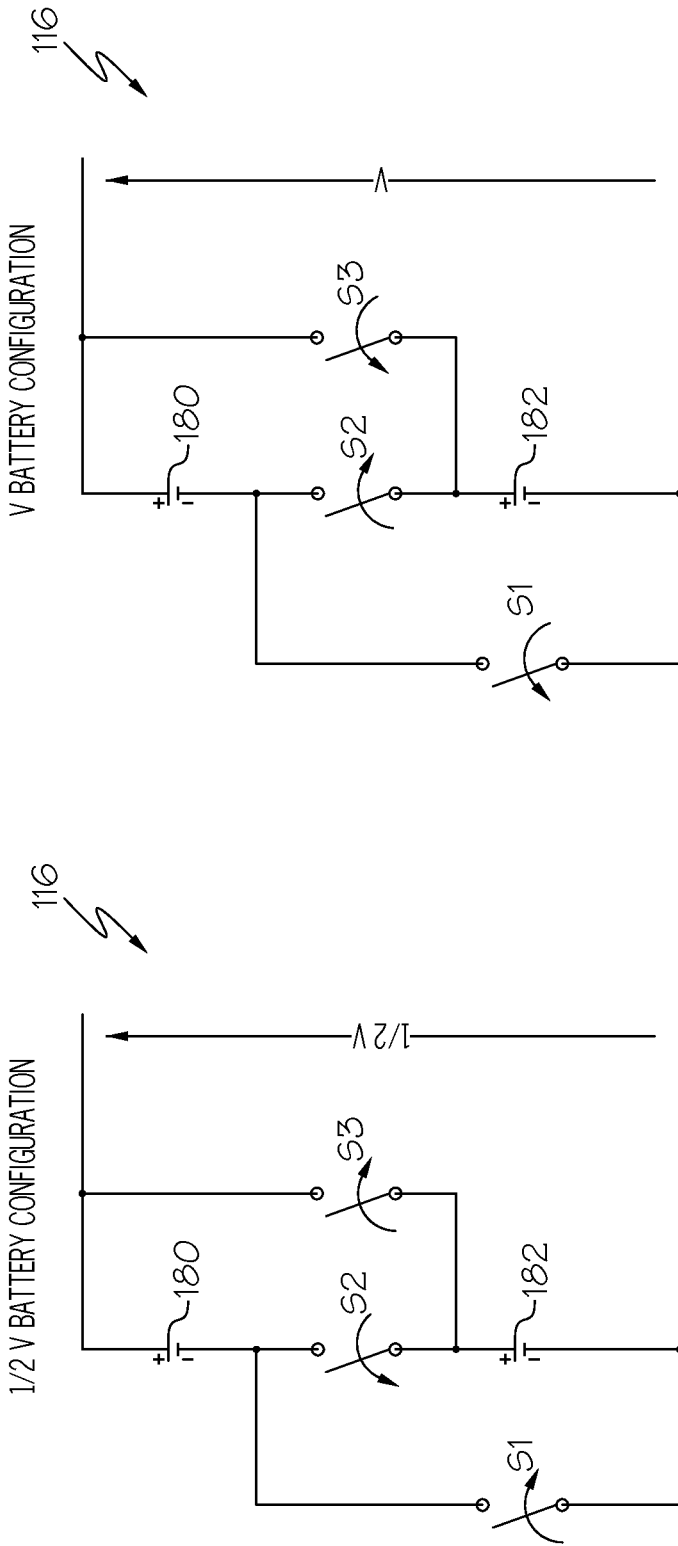 V BATTERY CONFIGURATION
116
+
-
180
S2
S3
V
S1
+
-
182
1/2 V BATTERY CONFIGURATION
116
+
-
180
S2
S3
1/2 V
S1
+
-
182